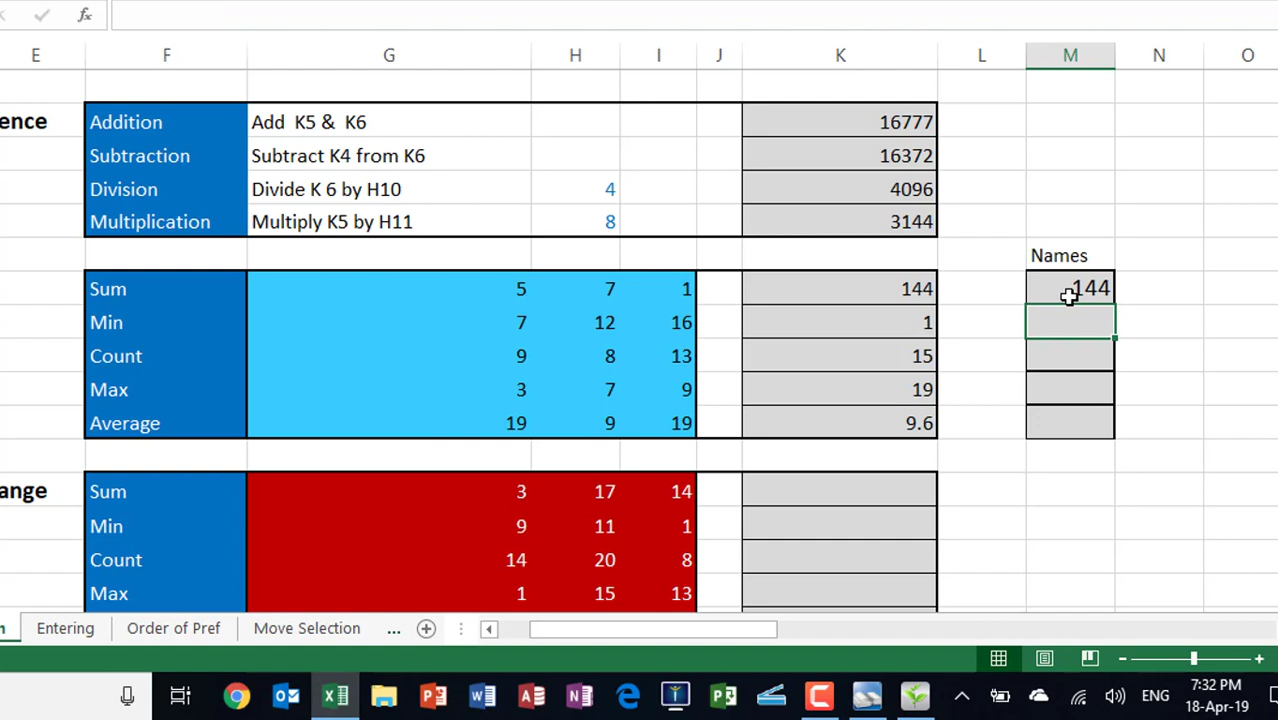 fx
E F G H I J K L M N O
ence Addition Add K5 & K6 16777
Subtraction Subtract K4 from K6 16372
Division Divide K 6 by H10 4 4096
Multiplication Multiply K5 by H11 8 3144
Names
Sum 5 7 1 144 144
Min 7 12 16 1
Count 9 8 13 15
Max 3 7 9 19
Average 19 9 19 9.6
ange Sum 3 17 14
Min 9 11 1
Count 14 20 8
Max 1 15 13
n Entering Order of Pref Move Selection ...
ENG 7:32 PM
18-Apr-19